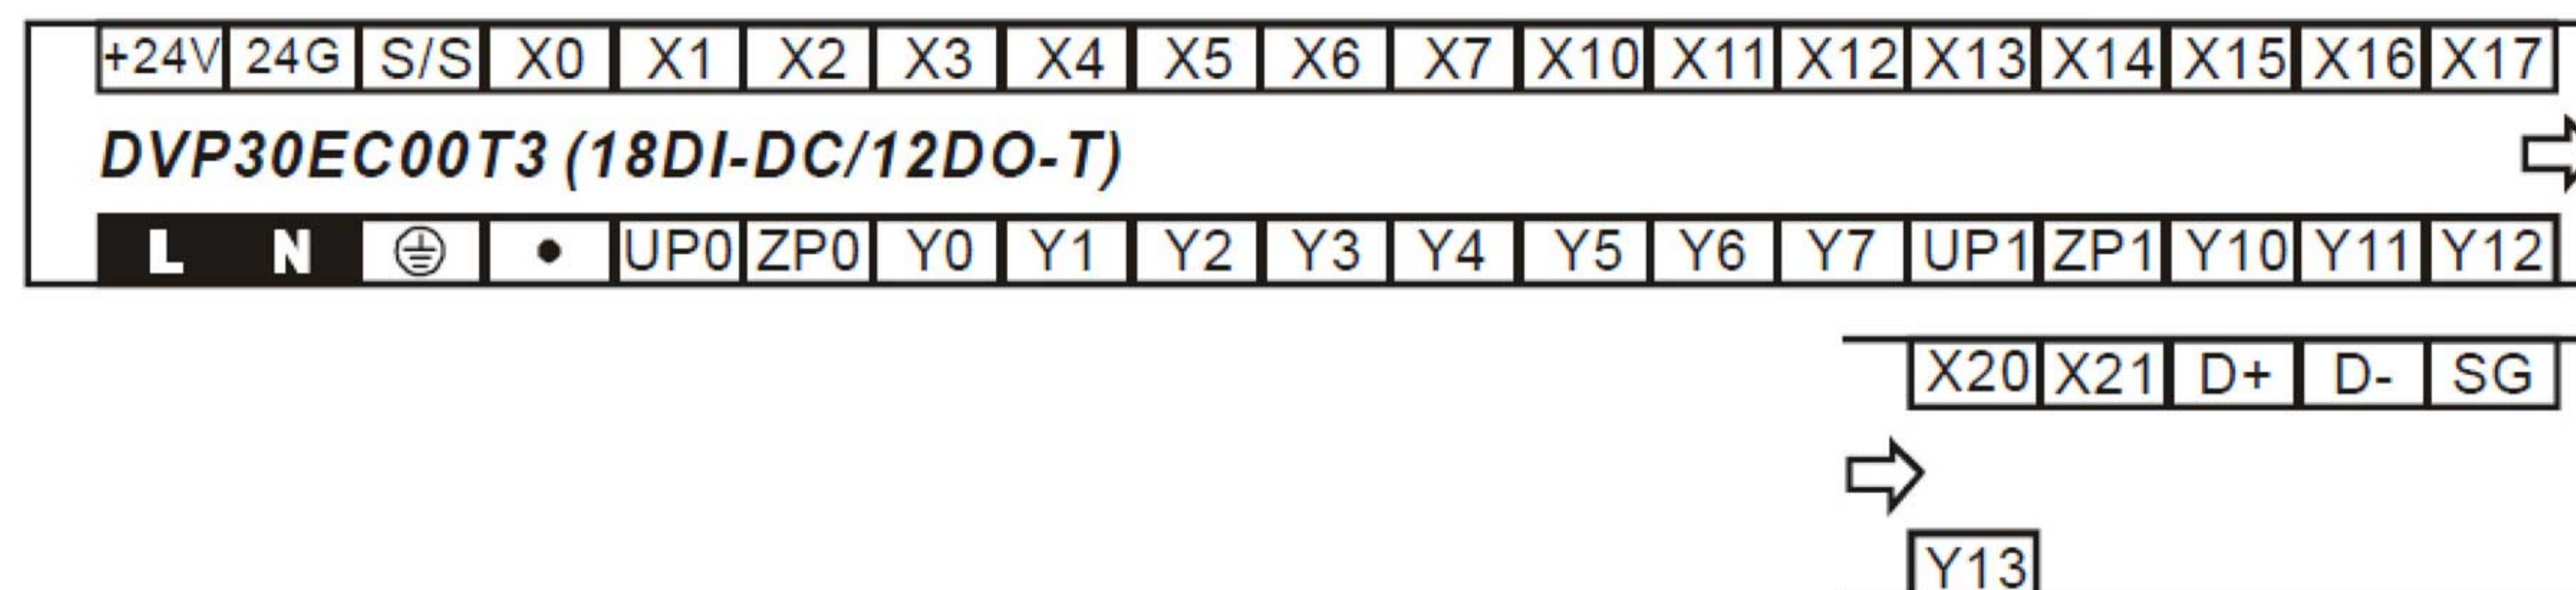 +24V 24G S/S X0 X1 X2 X3 X4 X5 X6 X7 X10 X11 X12 X13 X14 X15 X16 X17
DVP30EC00T3 (18DI-DC/12DO-T)
L N • UP0 ZP0 Y0 Y1 Y2 Y3 Y4 Y5 Y6 Y7 UP1 ZP1 Y10 Y11 Y12
X20 X21 D+ D- SG
Y13